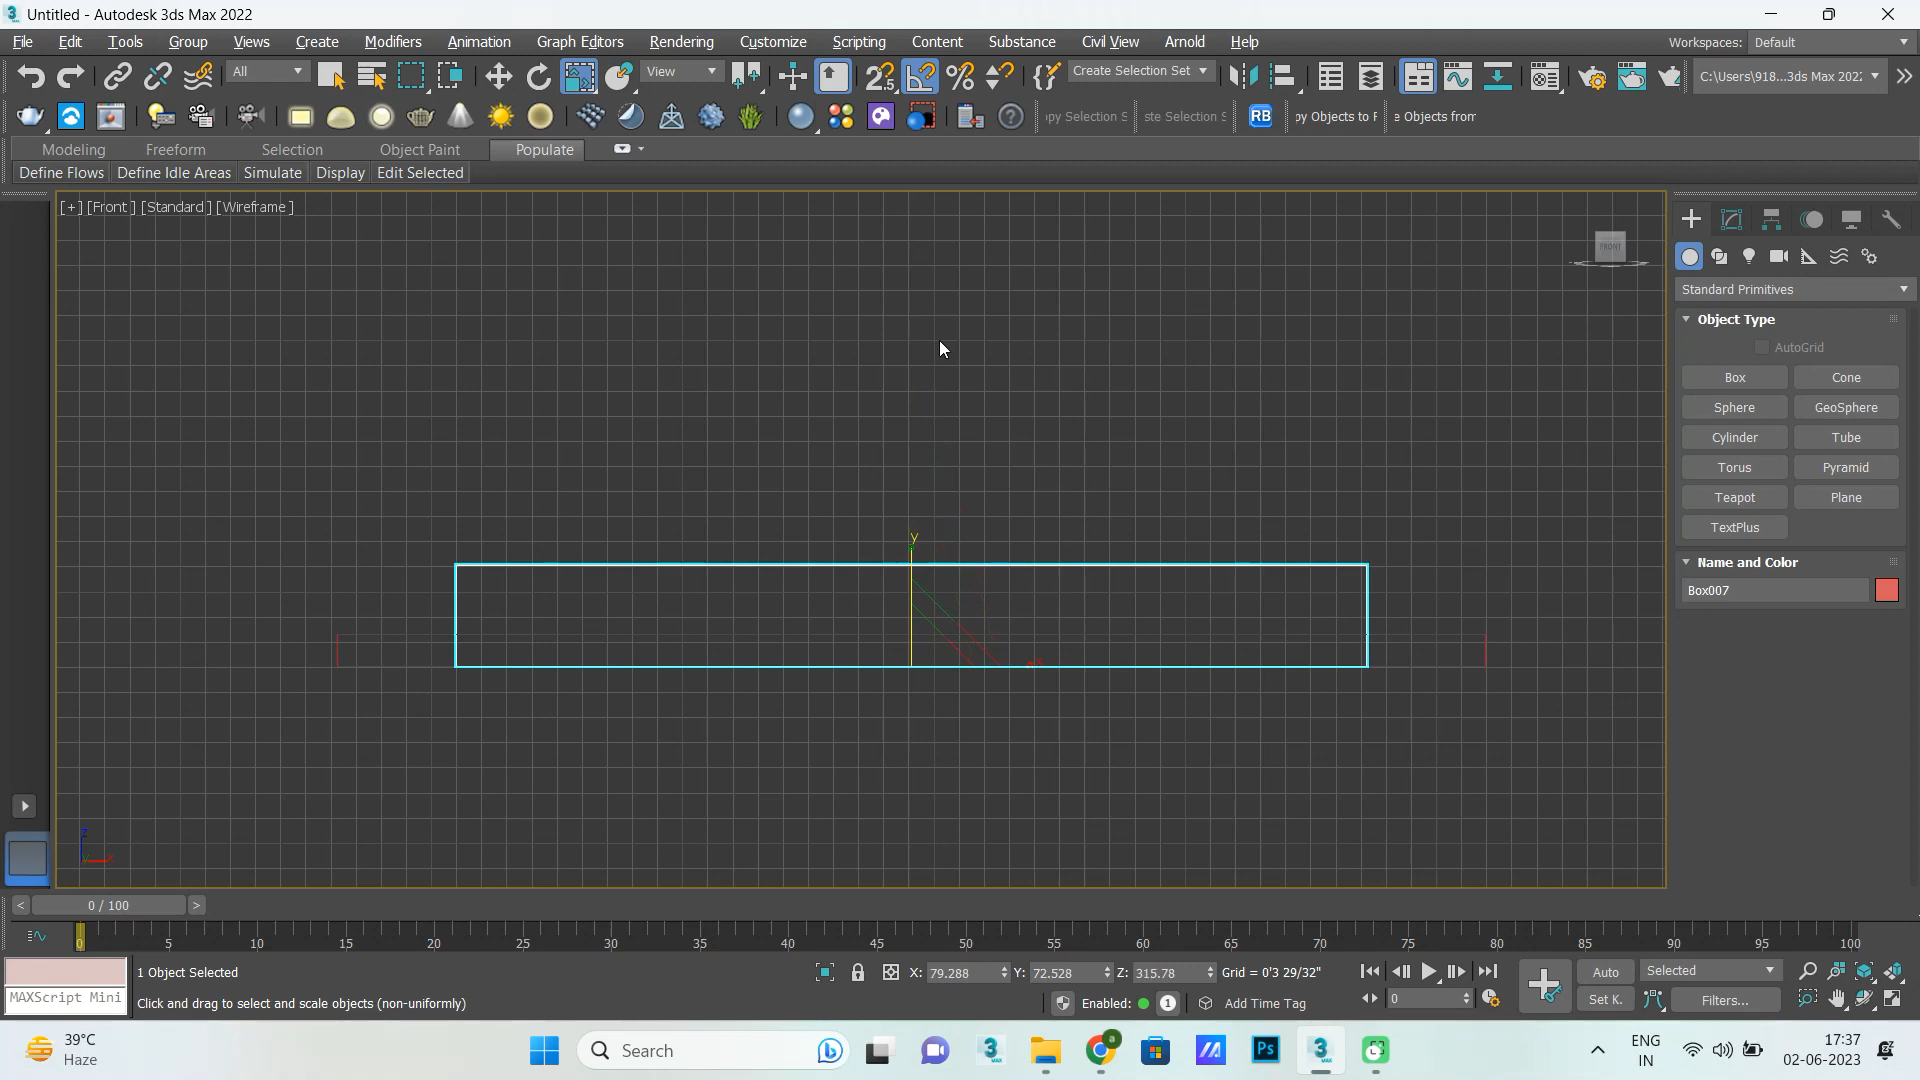 Untitled - Autodesk 3ds Max 2022
File Edit Tools Group Views Create Modifiers Animation Graph Editors Rendering Customize Scripting Content Substance Civil View Arnold Help Workspaces: Default
All View Create Selection Set C:\Users\918...3ds Max 2022
py Selection S ste Selection S RB py Objects to F e Objects from
Modeling Freeform Selection Object Paint Populate
Define Flows Define Idle Areas Simulate Display Edit Selected
[+] [Front ] [Standard ] [Wireframe ]
FRONT
Standard Primitives
Object Type
AutoGrid
Box Cone
Sphere GeoSphere
Cylinder Tube
Torus Pyramid
Teapot Plane
TextPlus
Name and Color
Box007
y
x
z
x
0 / 100
0 5 10 15 20 25 30 35 40 45 50 55 60 65 70 75 80 85 90 95 100
1 Object Selected X: 79.288 Y: 72.528 Z: 315.78 Grid = 0'3 29/32" Auto Selected
MAXScript Mini Click and drag to select and scale objects (non-uniformly) Enabled: 1 Add Time Tag 0 Set K. Filters...
39°C
Haze
Search
Ps
3
MAX
ENG
IN
17:37
02-06-2023